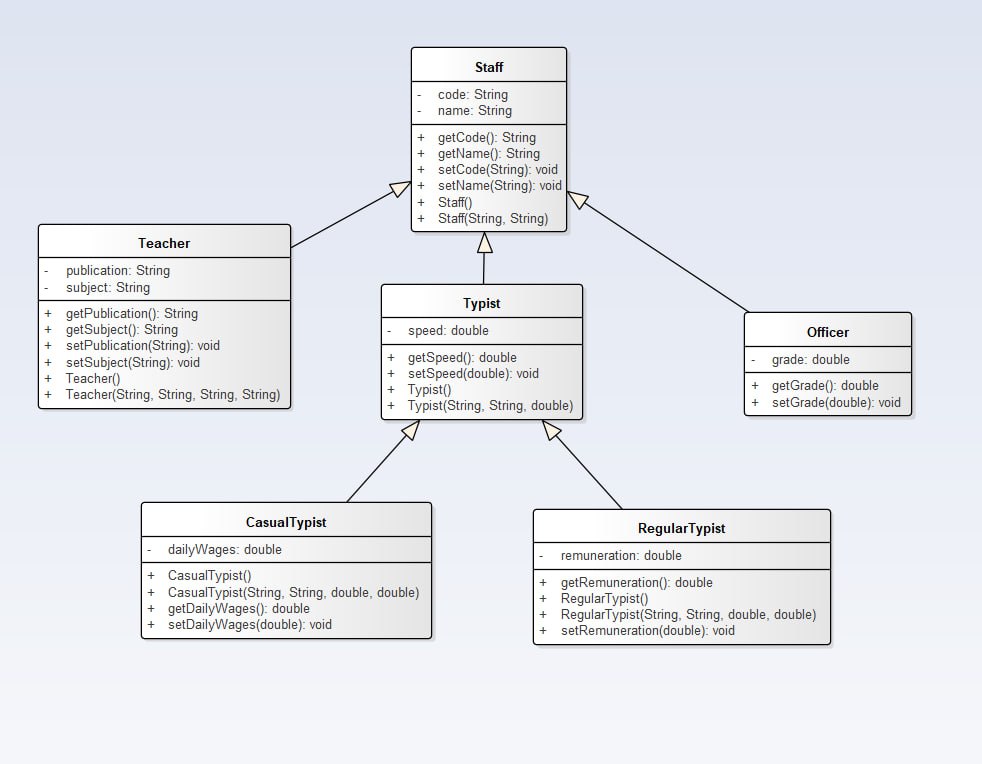 Staff
- code: String
- name: String
+ getCode(): String
+ getName(): String
+ setCode(String): void
+ setName(String): void
+ Staff()
+ Staff(String, String)
Teacher
- publication: String
- subject: String
+ getPublication(): String
+ getSubject(): String
+ setPublication(String): void
+ setSubject(String): void
+ Teacher()
+ Teacher(String, String, String, String)
Typist
- speed: double
+ getSpeed(): double
+ setSpeed(double): void
+ Typist()
+ Typist(String, String, double)
Officer
- grade: double
+ getGrade(): double
+ setGrade(double): void
CasualTypist
- dailyWages: double
+ CasualTypist()
+ CasualTypist(String, String, double, double)
+ getDailyWages(): double
+ setDailyWages(double): void
RegularTypist
- remuneration: double
+ getRemuneration(): double
+ RegularTypist()
+ RegularTypist(String, String, double, double)
+ setRemuneration(double): void